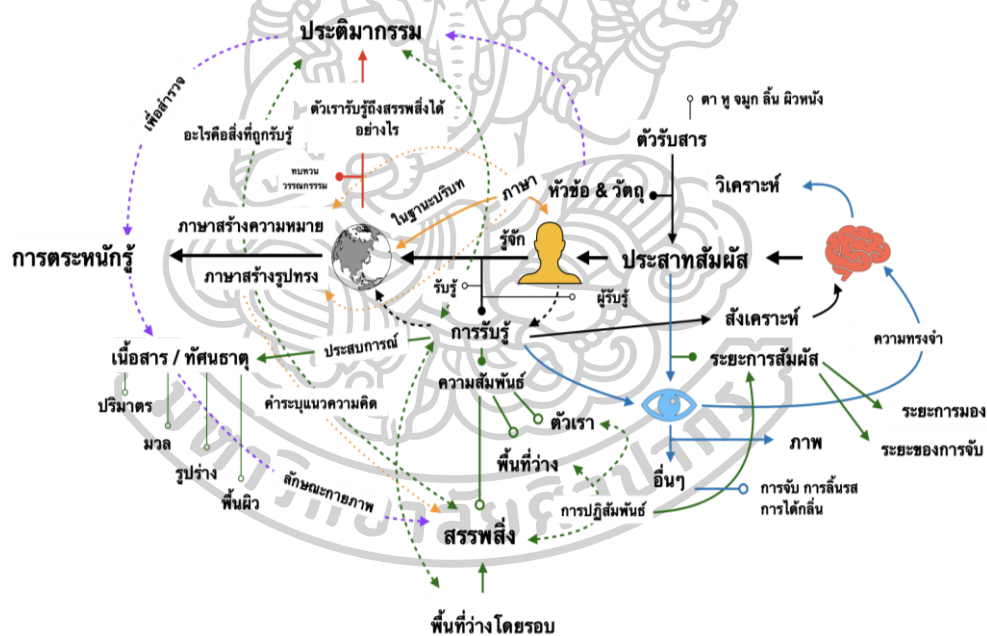 ประติมากรรม
เพื่อสำรวจ
ตัวเรารับรู้ถึงสรรพสิ่งได้
อย่างไร
อะไรคือสิ่งที่ถูกรับรู้
ตา หู จมูก ลิ้น ผิวหนัง
ตัวรับสาร
ทบทวน
วรรณกรรม
ในฐานะบริบท
ภาษา
หัวข้อ & วัตถุ
วิเคราะห์
ภาษาสร้างความหมาย
รู้จัก
การตระหนักรู้
ประสาทสัมผัส
ภาษาสร้างรูปทรง
รับรู้
ผู้รับรู้
การรับรู้
สังเคราะห์
ความทรงจำ
ประสบการณ์
เนื้อสาร / ทัศนธาตุ
ระยะการสัมผัส
ความสัมพันธ์
คำระบุแนวความคิด
ปริมาตร
ระยะการมอง
ตัวเรา
มวล
ภาพ
ระยะของการจับ
รูปร่าง
พื้นที่ว่าง
อื่นๆ
ลักษณะกายภาพ
พื้นผิว
การจับ การลิ้นรส
การได้กลิ่น
การปฏิสัมพันธ์
สรรพสิ่ง
พื้นที่ว่างโดยรอบ
มหาวิทยาลัยศิลปากร